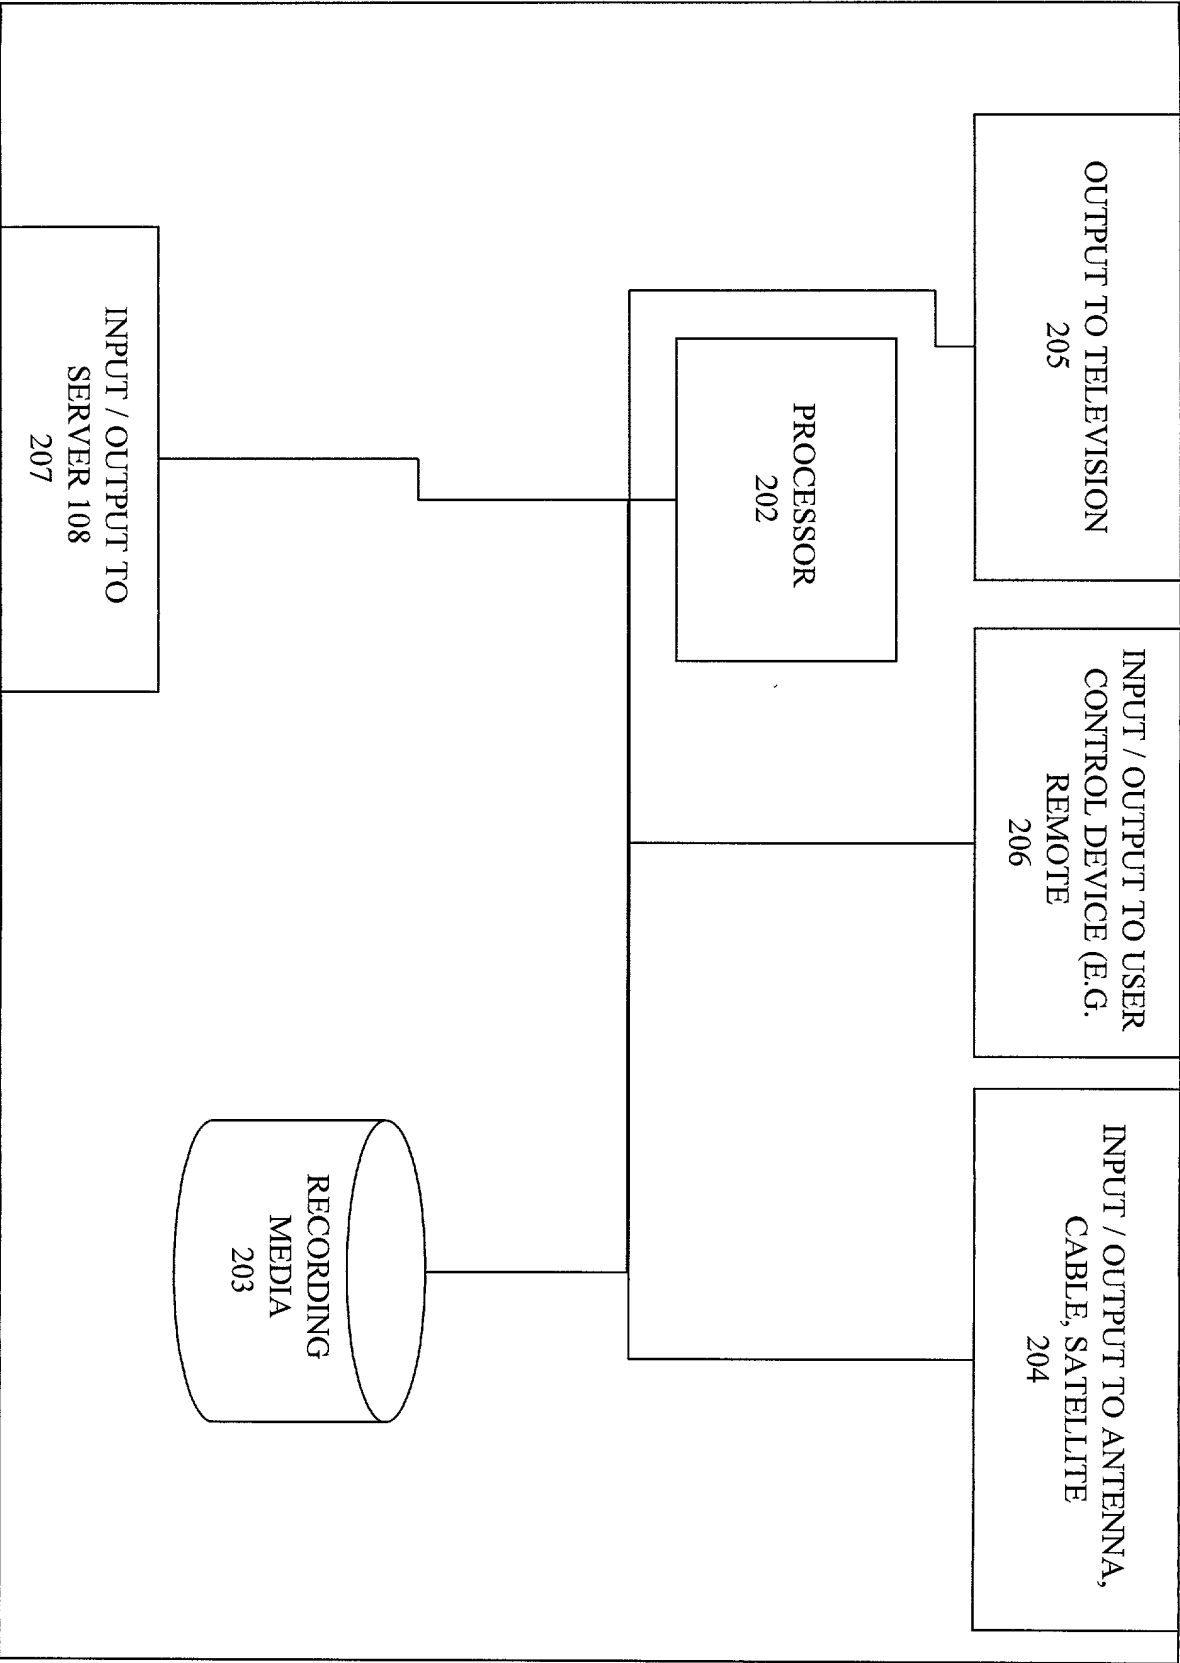 OUTPUT TO TELEVISION
205
INPUT / OUTPUT TO USER
CONTROL DEVICE (E.G.
REMOTE
206
INPUT / OUTPUT TO ANTENNA,
CABLE, SATELLITE
204
PROCESSOR
202
RECORDING
MEDIA
203
INPUT / OUTPUT TO
SERVER 108
207